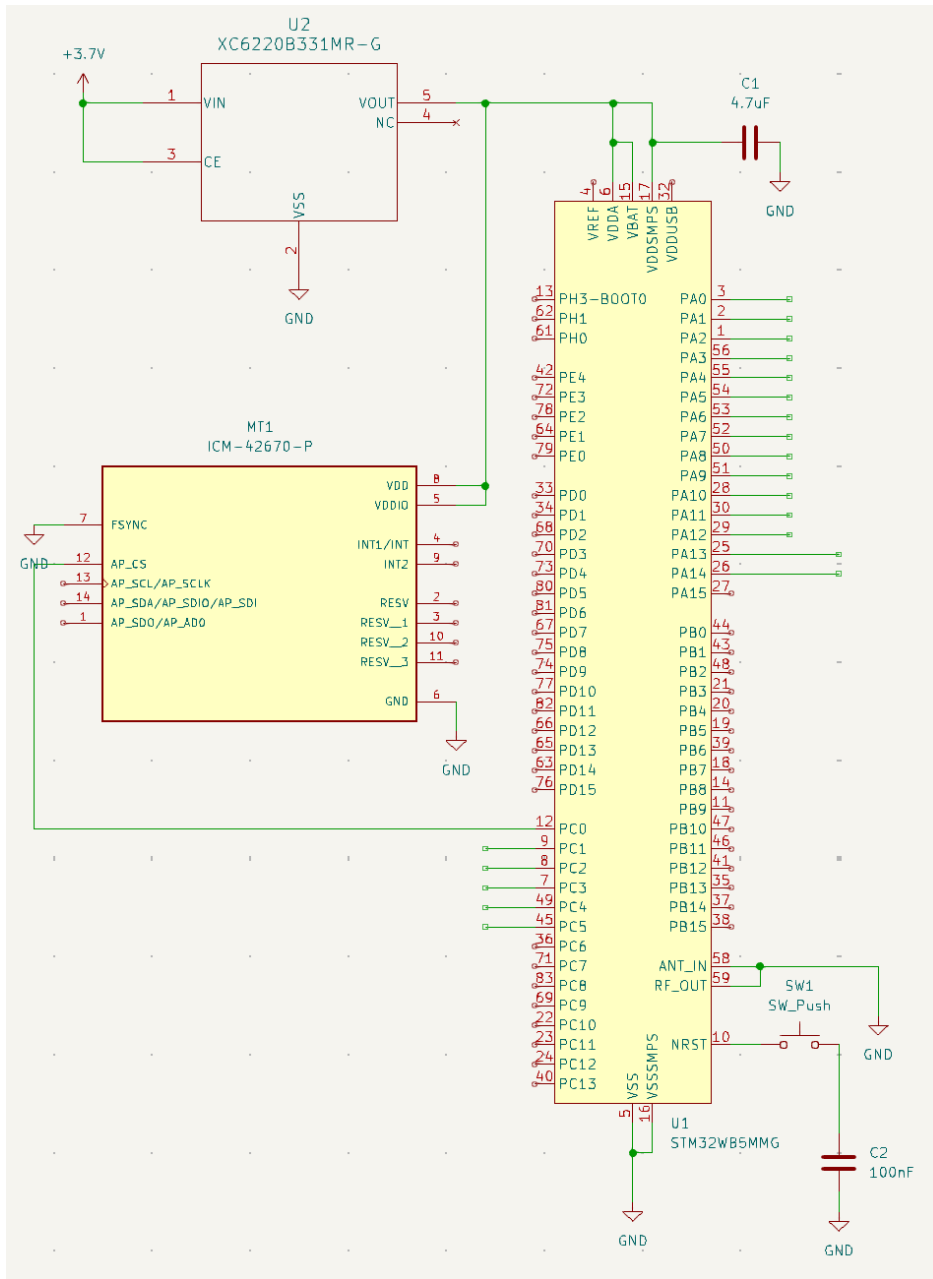 U2
XC6220B331MR-G
+3.7V
1
VIN
VOUT
5
NC
4
3
CE
VSS
2
GND
C1
4.7uF
GND
4
6
15
17
32
VREF
VDDA
VBAT
VDDSMPS
VDDUSB
13
PH3-BOOT0
PA0
3
62
PH1
PA1
2
61
PH0
PA2
1
PA3
56
42
PE4
PA4
55
72
PE3
PA5
54
78
PE2
PA6
53
64
PE1
PA7
52
79
PE0
PA8
50
PA9
51
33
PD0
PA10
28
34
PD1
PA11
30
68
PD2
PA12
29
70
PD3
PA13
25
73
PD4
PA14
26
80
PD5
PA15
27
81
PD6
67
PD7
PB0
44
75
PD8
PB1
43
74
PD9
PB2
48
77
PD10
PB3
21
82
PD11
PB4
20
66
PD12
PB5
19
65
PD13
PB6
39
63
PD14
PB7
18
76
PD15
PB8
14
PB9
11
12
PC0
PB10
47
9
PC1
PB11
46
8
PC2
PB12
41
7
PC3
PB13
35
49
PC4
PB14
37
45
PC5
PB15
38
36
PC6
71
PC7
ANT_IN
58
83
PC8
RF_OUT
59
69
PC9
22
PC10
23
PC11
NRST
10
24
PC12
40
PC13
VSS
VSSSMPS
5
16
U1
STM32WB5MMG
GND
MT1
ICM-42670-P
VDD
8
VDDIO
5
7
FSYNC
GND
INT1/INT
4
12
AP_CS
INT2
9
13
AP_SCL/AP_SCLK
14
AP_SDA/AP_SDIO/AP_SDI
RESV
2
1
AP_SDO/AP_AD0
RESV__1
3
RESV__2
10
RESV__3
11
GND
6
GND
SW1
SW_Push
GND
C2
100nF
GND